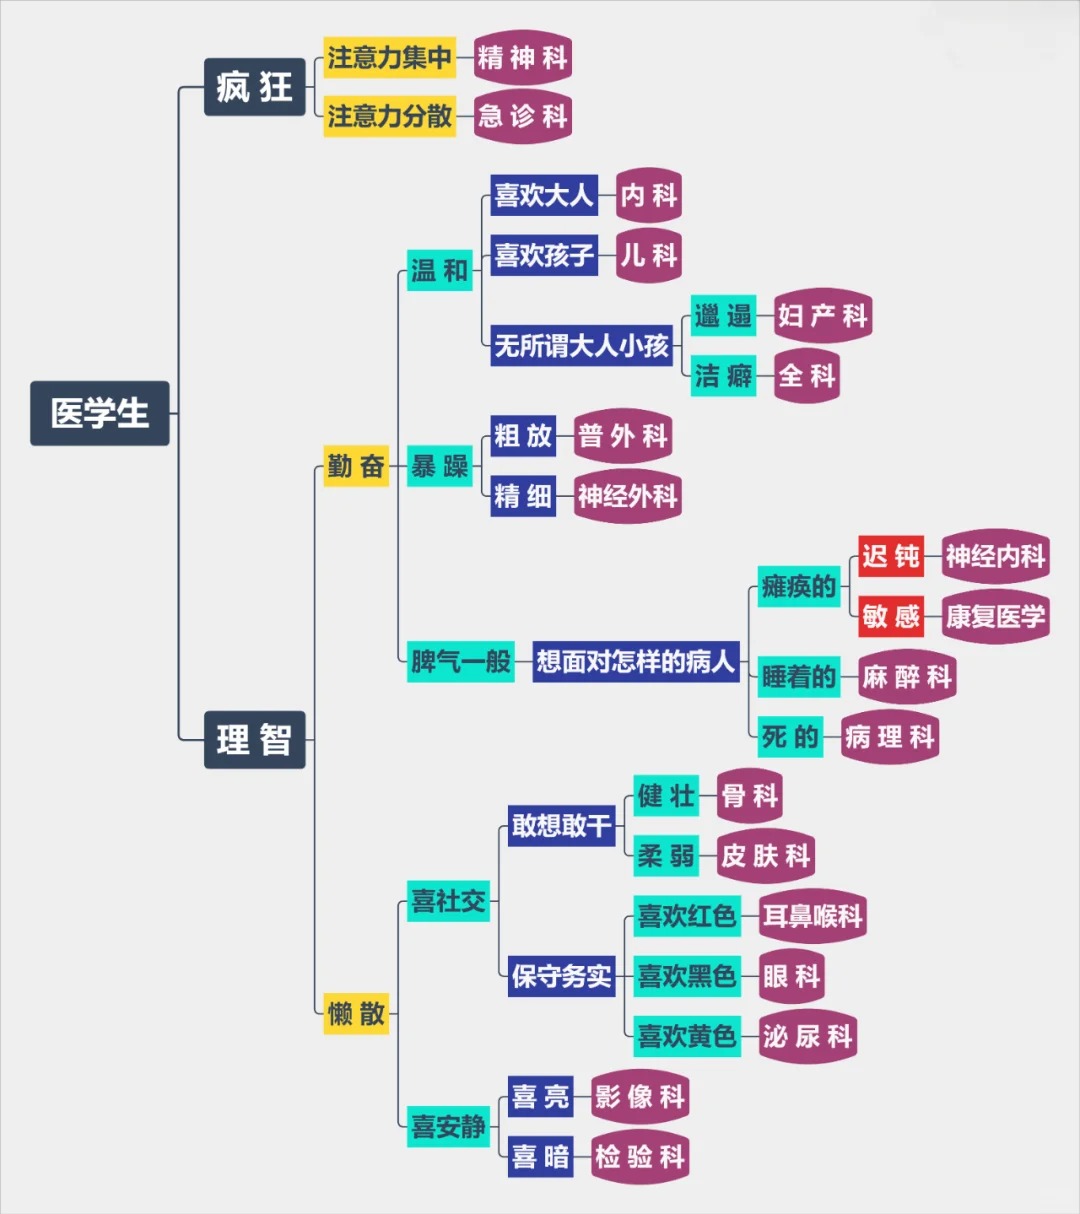 医学生
疯 狂
注意力集中
精 神 科
注意力分散
急 诊 科
理 智
勤 奋
温 和
喜欢大人
内 科
喜欢孩子
儿 科
无所谓大人小孩
邋 遢
妇 产 科
洁 癖
全 科
暴 躁
粗 放
普 外 科
精 细
神经外科
脾气一般
想面对怎样的病人
瘫痪的
迟 钝
神经内科
敏 感
康复医学
睡着的
麻 醉 科
死 的
病 理 科
懒 散
喜社交
敢想敢干
健 壮
骨 科
柔 弱
皮 肤 科
保守务实
喜欢红色
耳鼻喉科
喜欢黑色
眼 科
喜欢黄色
泌 尿 科
喜安静
喜 亮
影 像 科
喜 暗
检 验 科